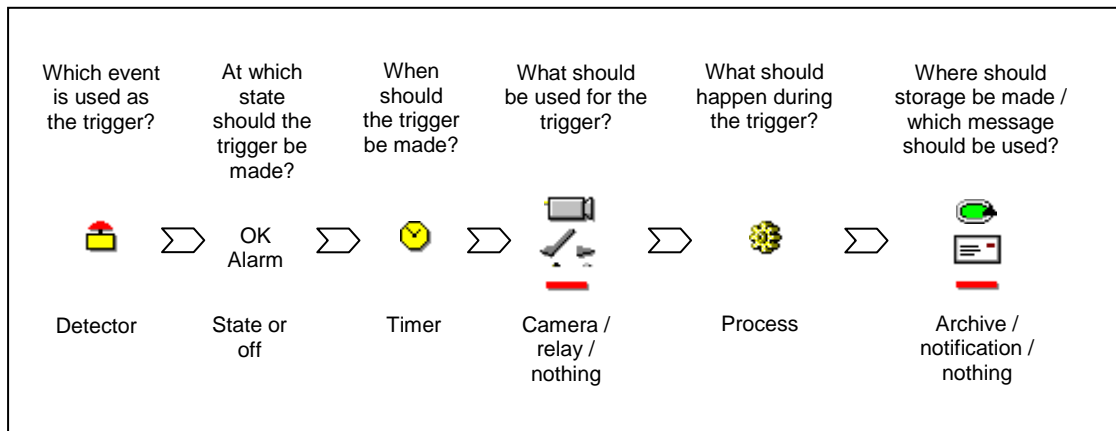 Which event
is used as
the trigger?
At which
state
should the
trigger be
made?
When
should
the trigger
be made?
What should
be used for the
trigger?
What should
happen during
the trigger?
Where should
storage be made /
which message
should be used?
OK
Alarm
Detector
State or
off
Timer
Camera /
relay /
nothing
Process
Archive /
notification /
nothing